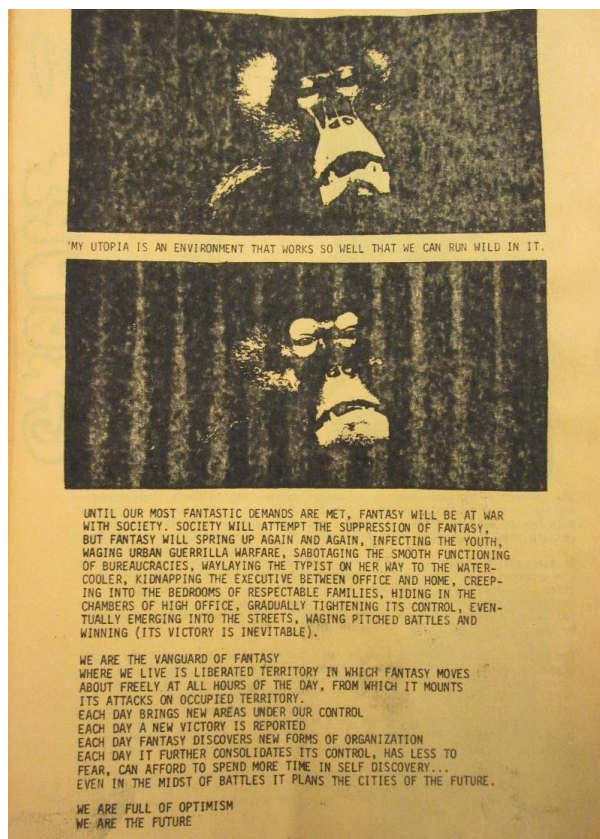 "MY UTOPIA IS AN ENVIRONMENT THAT WORKS SO WELL THAT WE CAN RUN WILD IN IT.
UNTIL OUR MOST FANTASTIC DEMANDS ARE MET, FANTASY WILL BE AT WAR
WITH SOCIETY. SOCIETY WILL ATTEMPT THE SUPPRESSION OF FANTASY,
BUT FANTASY WILL SPRING UP AGAIN AND AGAIN, INFECTING THE YOUTH,
WAGING URBAN GUERRILLA WARFARE, SABOTAGING THE SMOOTH FUNCTIONING
OF BUREAUCRACIES, WAYLAYING THE TYPIST ON HER WAY TO THE WATER-
COOLER, KIDNAPPING THE EXECUTIVE BETWEEN OFFICE AND HOME, CREEP-
ING INTO THE BEDROOMS OF RESPECTABLE FAMILIES, HIDING IN THE
CHAMBERS OF HIGH OFFICE, GRADUALLY TIGHTENING ITS CONTROL, EVEN-
TUALLY EMERGING INTO THE STREETS, WAGING PITCHED BATTLES AND
WINNING (ITS VICTORY IS INEVITABLE).
WE ARE THE VANGUARD OF FANTASY
WHERE WE LIVE IS LIBERATED TERRITORY IN WHICH FANTASY MOVES
ABOUT FREELY AT ALL HOURS OF THE DAY, FROM WHICH IT MOUNTS
ITS ATTACKS ON OCCUPIED TERRITORY.
EACH DAY BRINGS NEW AREAS UNDER OUR CONTROL
EACH DAY A NEW VICTORY IS REPORTED
EACH DAY FANTASY DISCOVERS NEW FORMS OF ORGANIZATION
EACH DAY IT FURTHER CONSOLIDATES ITS CONTROL, HAS LESS TO
FEAR, CAN AFFORD TO SPEND MORE TIME IN SELF DISCOVERY...
EVEN IN THE MIDST OF BATTLES IT PLANS THE CITIES OF THE FUTURE.
WE ARE FULL OF OPTIMISM
WE ARE THE FUTURE